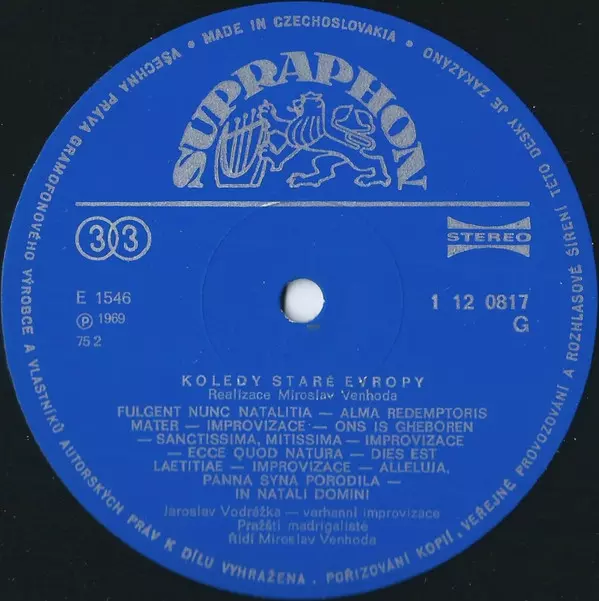 VŠECHNA PRÁVA GRAMOFONOVÉHO VÝROBCE A VLASTNÍKŮ AUTORSKÝCH PRÁV K DÍLU VYHRAŽENA . POŘIZOVÁNÍ KOPIÍ, VEŘEJNÉ PROVOZOVÁNÍ A ROZHLASOVÉ ŠÍŘENÍ TÉTO DESKY JE ZAKÁZÁNO
• MADE IN CZECHOSLOVAKIA •
SUPRAPHON
33
STEREO
E 1546
1 12 0817
G
Ⓟ 1969
75 2
KOLEDY STARÉ EVROPY
Realizace Miroslav Venhoda
FULGENT NUNC NATALITIA — ALMA REDEMPTORIS
MATER — IMPROVIZACE — ONS IS GHEBOREN
— SANCTISSIMA, MITISSIMA — IMPROVIZACE
— ECCE QUOD NATURA — DIES EST
LAETITIAE — IMPROVIZACE — ALLELUJA,
PANNA SYNA PORODILA —
IN NATALI DOMINI
Jaroslav Vodrážka — varhanní improvizace
Pražští madrigalisté
Řídí Miroslav Venhoda